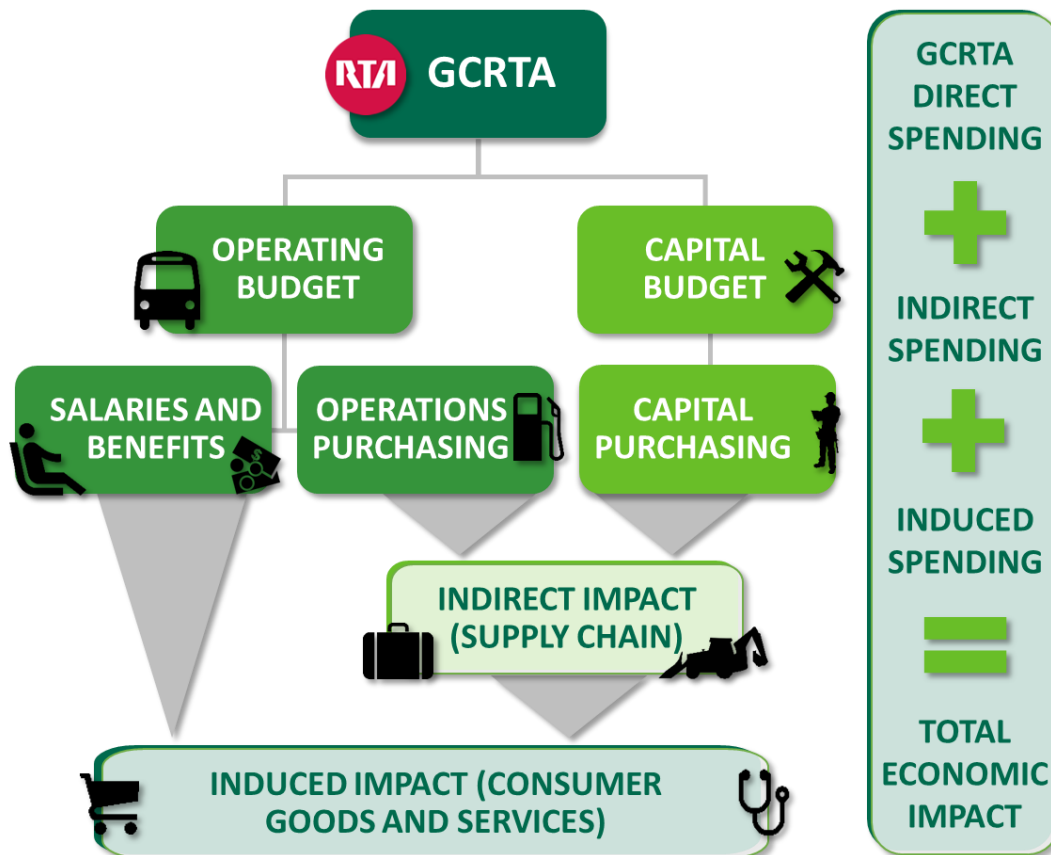 RTA GCRTA
OPERATING
BUDGET
CAPITAL
BUDGET
SALARIES AND
BENEFITS
OPERATIONS
PURCHASING
CAPITAL
PURCHASING
INDIRECT IMPACT
(SUPPLY CHAIN)
INDUCED IMPACT (CONSUMER
GOODS AND SERVICES)
GCRTA
DIRECT
SPENDING
+
INDIRECT
SPENDING
+
INDUCED
SPENDING
=
TOTAL
ECONOMIC
IMPACT